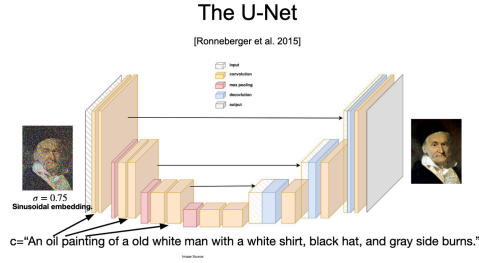 The U-Net
[Ronneberger et al. 2015]
input
convolution
max pooling
deconvolution
output
σ = 0.75
Sinusoidal embedding.
c=“An oil painting of a old white man with a white shirt, black hat, and gray side burns.”
Image Source